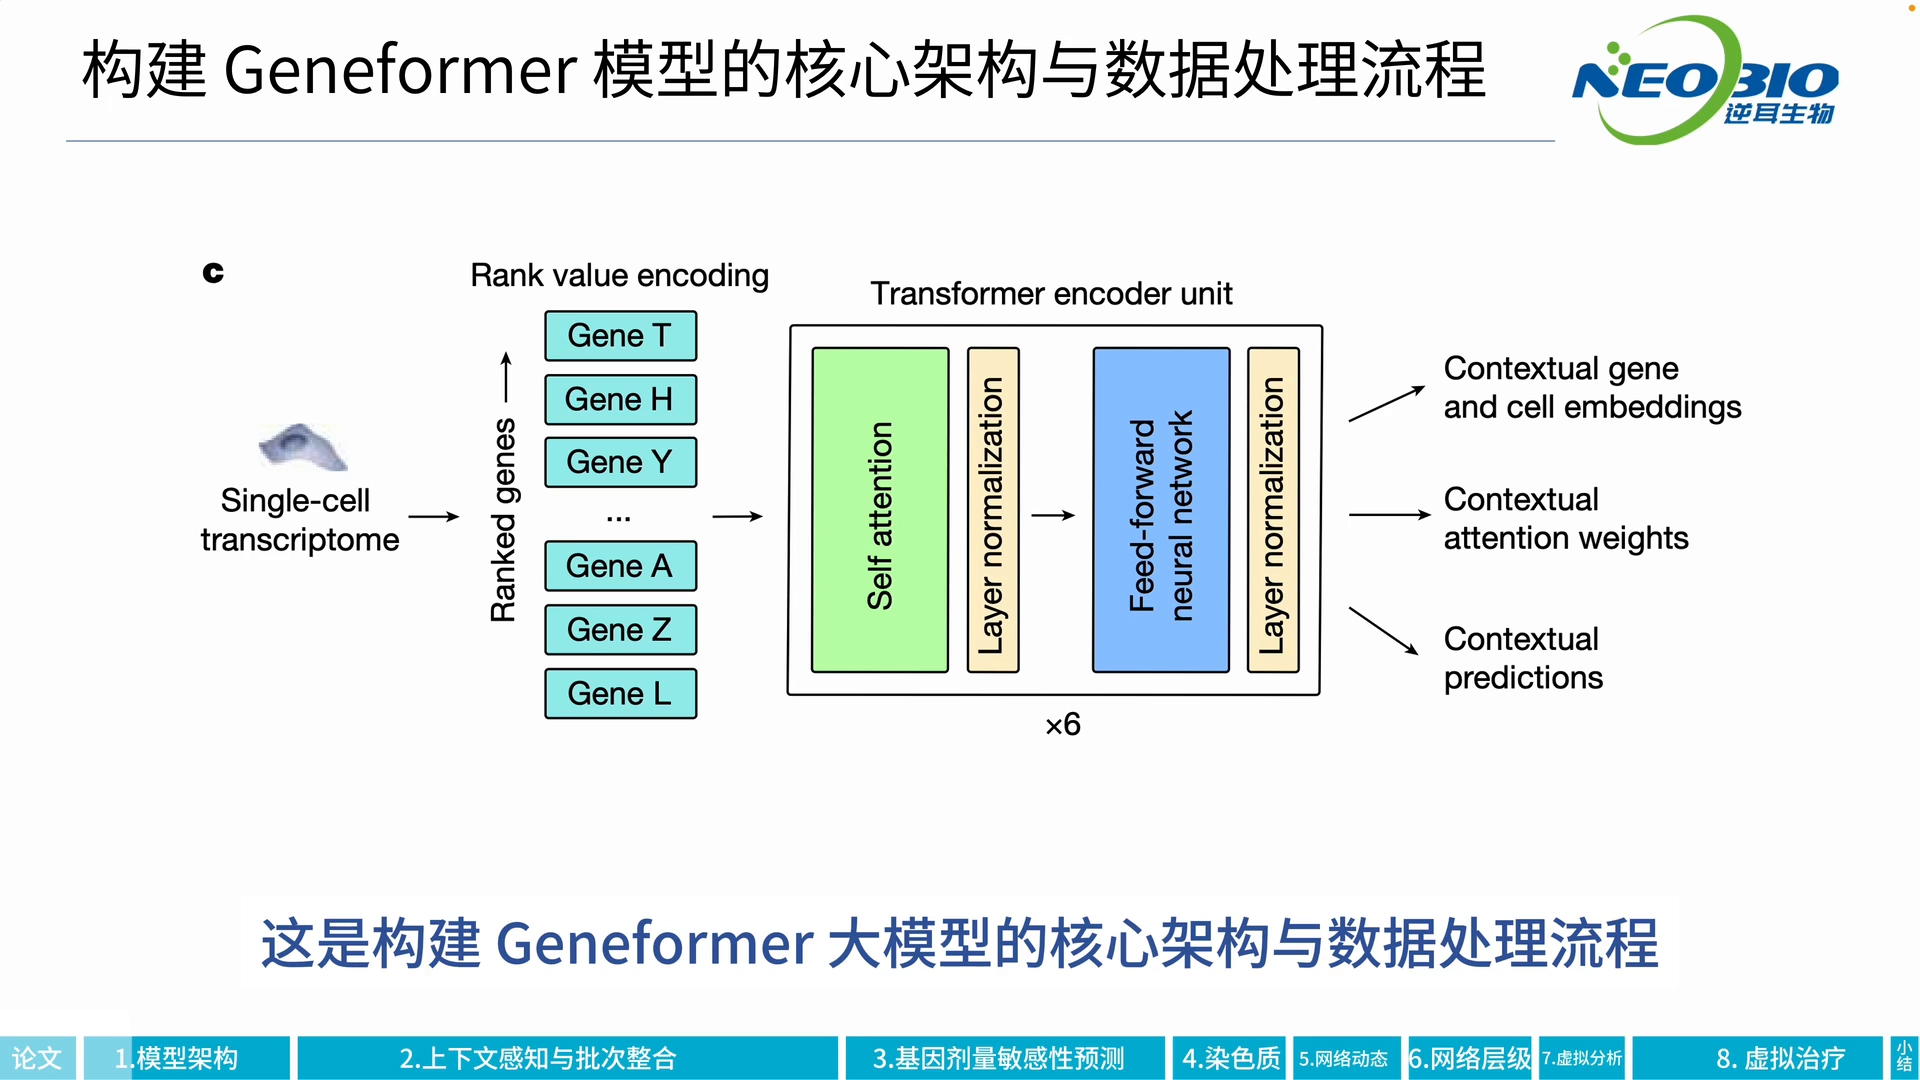 构建 Geneformer 模型的核心架构与数据处理流程
NEOBIO
逆耳生物
c
Rank value encoding
Transformer encoder unit
Single-cell
transcriptome
Ranked genes
Gene T
Gene H
Gene Y
...
Gene A
Gene Z
Gene L
Self attention
Layer normalization
Feed-forward
neural network
Layer normalization
×6
Contextual gene
and cell embeddings
Contextual
attention weights
Contextual
predictions
这是构建 Geneformer 大模型的核心架构与数据处理流程
论文
1.模型架构
2.上下文感知与批次整合
3.基因剂量敏感性预测
4.染色质
5.网络动态
6.网络层级
7.虚拟分析
8. 虚拟治疗
小结